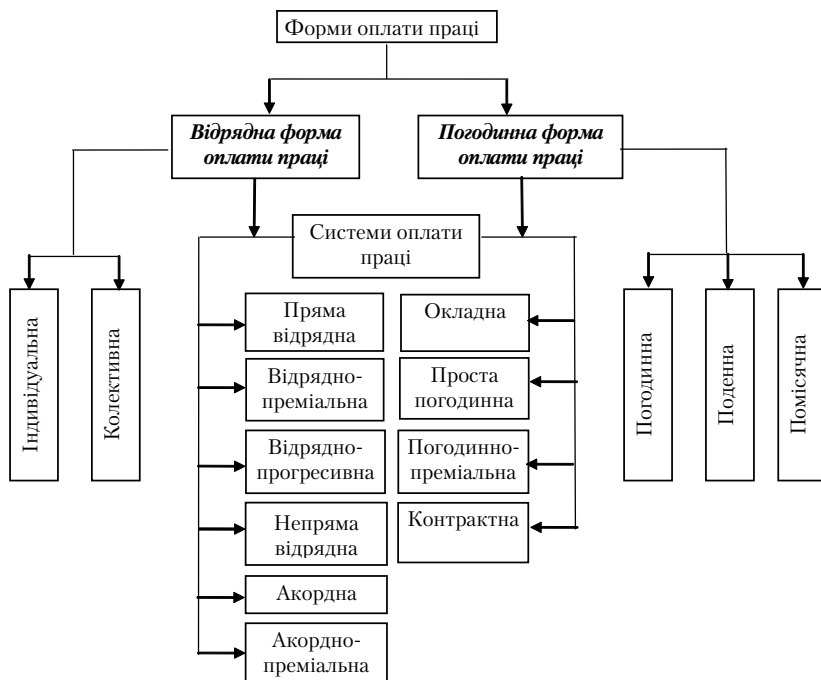 Форми оплати праці
Відрядна форма
оплати праці
Погодинна форма
оплати праці
Системи оплати
праці
Індивідуальна
Колективна
Пряма
відрядна
Відрядно-
преміальна
Відрядно-
прогресивна
Непряма
відрядна
Акордна
Акордно-
преміальна
Окладна
Проста
погодинна
Погодинно-
преміальна
Контрактна
Погодинна
Поденна
Помісячна